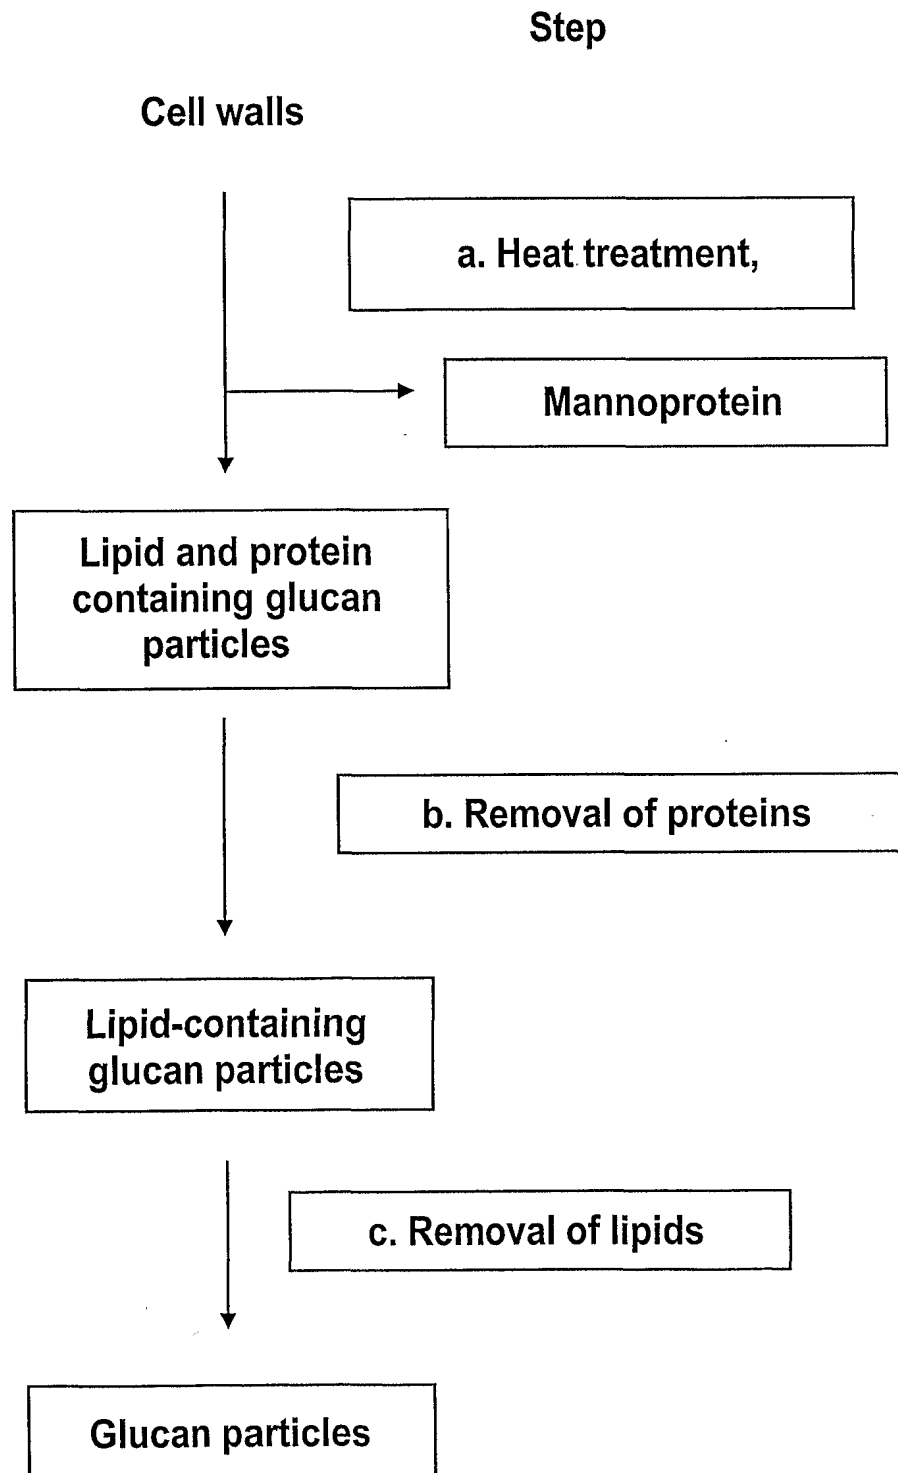 Step
Cell walls
a. Heat treatment,
Mannoprotein
Lipid and protein
containing glucan
particles
b. Removal of proteins
Lipid-containing
glucan particles
c. Removal of lipids
Glucan particles